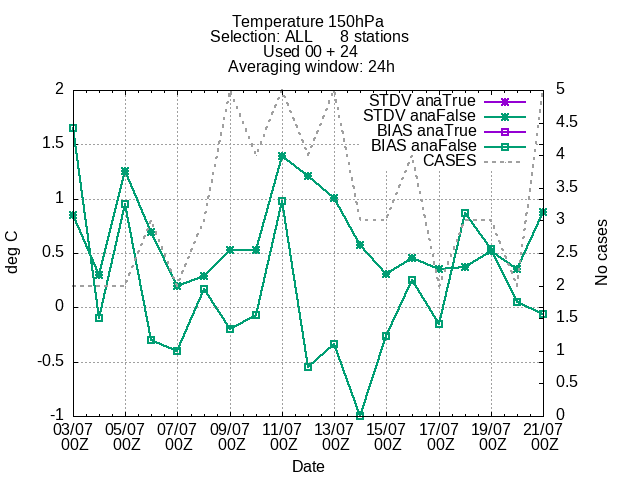 Temperature 150hPa
Selection: ALL 8 stations
Used 00 + 24
Averaging window: 24h
STDV anaTrue
STDV anaFalse
BIAS anaTrue
BIAS anaFalse
CASES
2
1.5
1
0.5
0
-0.5
-1
deg C
5
4.5
4
3.5
3
2.5
2
1.5
1
0.5
0
No cases
03/07 05/07 07/07 09/07 11/07 13/07 15/07 17/07 19/07 21/07
00Z 00Z 00Z 00Z 00Z 00Z 00Z 00Z 00Z 00Z
Date